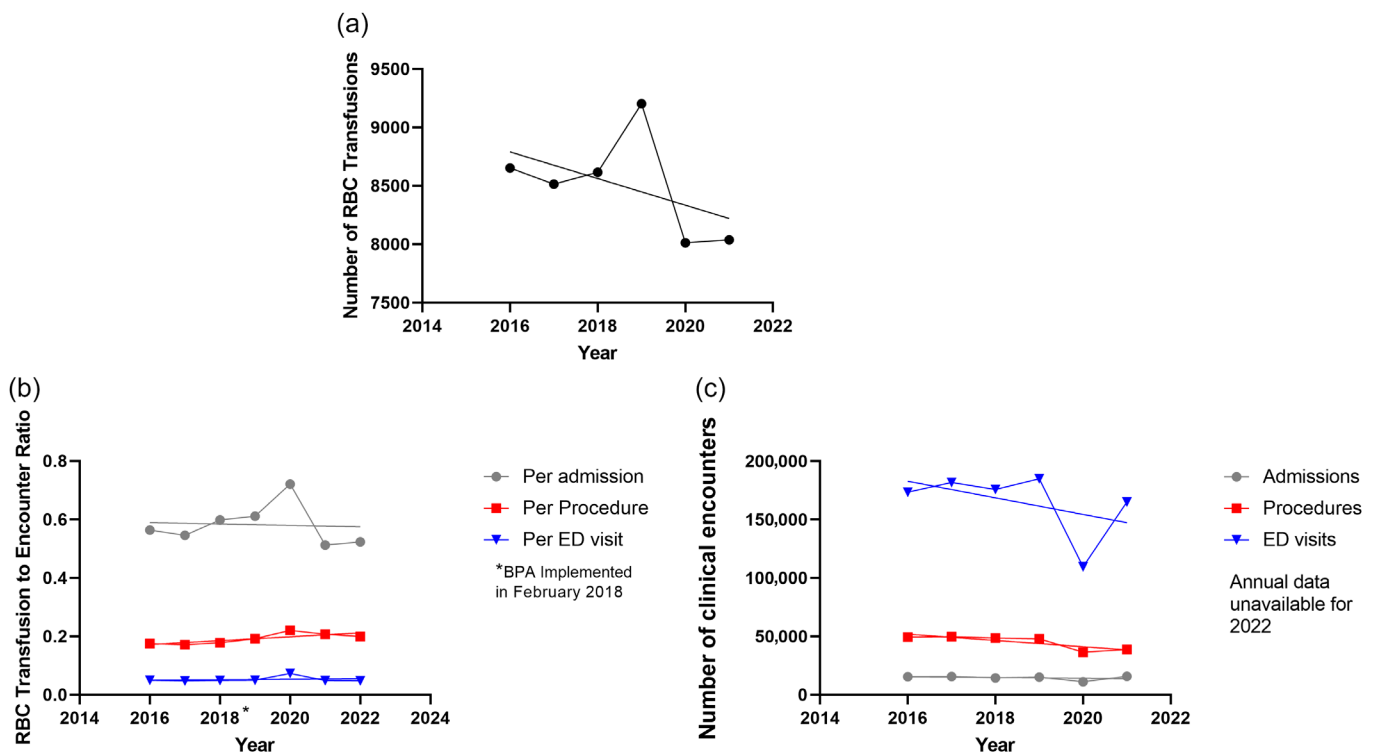 (a)
Number of RBC Transfusions
9500
9000
8500
8000
7500
2014 2016 2018 2020 2022
Year
(b)
RBC Transfusion to Encounter Ratio
0.8
0.6
0.4
0.2
0.0
2014 2016 2018* 2020 2022 2024
Year
Per admission
Per Procedure
Per ED visit
*BPA Implemented
in February 2018
(c)
Number of clinical encounters
200,000
150,000
100,000
50,000
0
2014 2016 2018 2020 2022
Year
Admissions
Procedures
ED visits
Annual data
unavailable for
2022